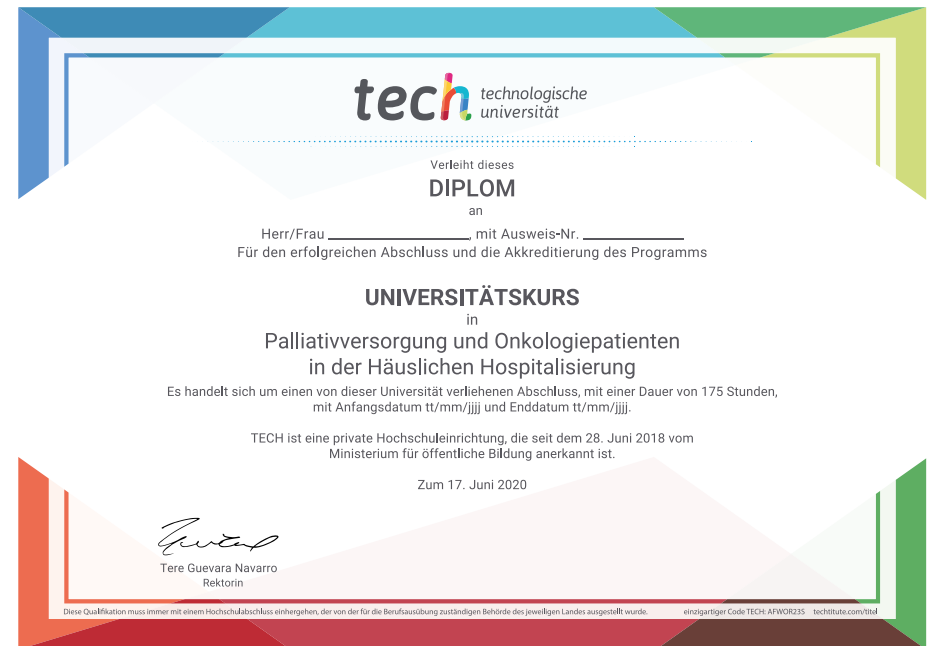 tech technologische
universität
Verleiht dieses
DIPLOM
an
Herr/Frau ____________________, mit Ausweis-Nr. ______________
Für den erfolgreichen Abschluss und die Akkreditierung des Programms
UNIVERSITÄTSKURS
in
Palliativversorgung und Onkologiepatienten
in der Häuslichen Hospitalisierung
Es handelt sich um einen von dieser Universität verliehenen Abschluss, mit einer Dauer von 175 Stunden,
mit Anfangsdatum tt/mm/jjjj und Enddatum tt/mm/jjjj.
TECH ist eine private Hochschuleinrichtung, die seit dem 28. Juni 2018 vom
Ministerium für öffentliche Bildung anerkannt ist.
Zum 17. Juni 2020
Tere Guevara Navarro
Rektorin
Diese Qualifikation muss immer mit einem Hochschulabschluss einhergehen, der von der für die Berufsausübung zuständigen Behörde des jeweiligen Landes ausgestellt wurde. einzigartiger Code TECH: AFWOR23S techtitute.com/titel